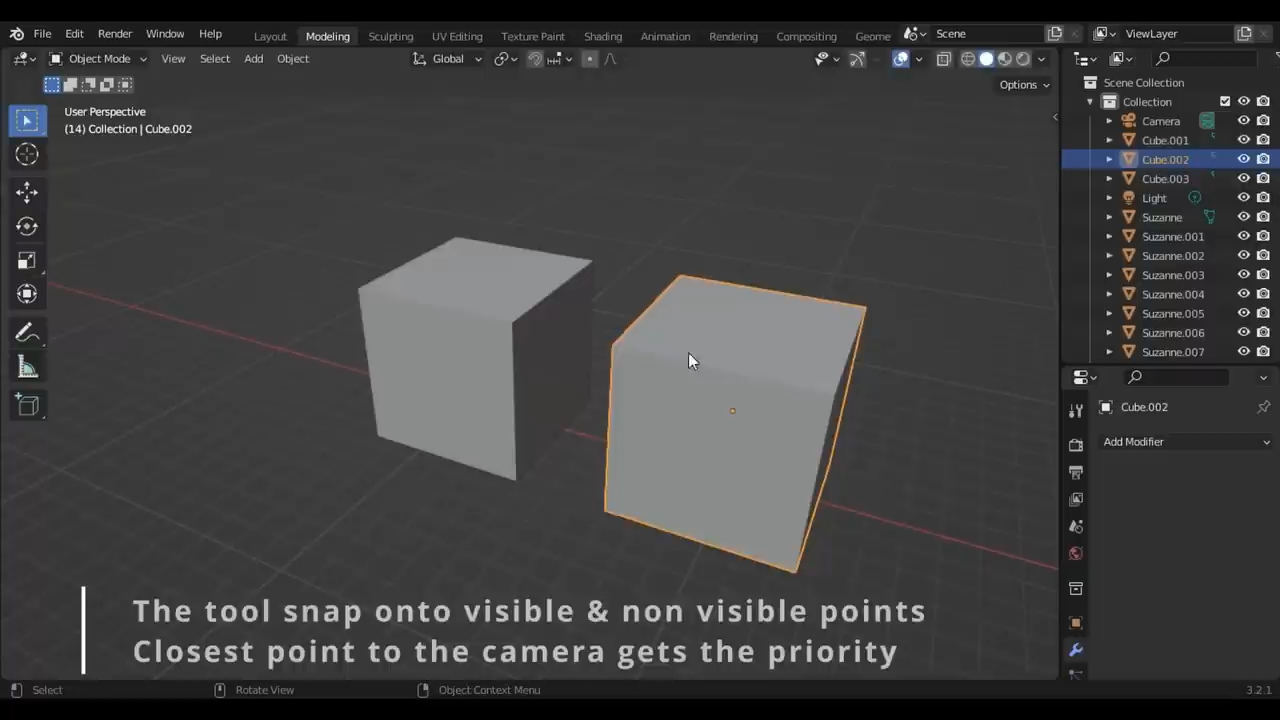 File Edit Render Window Help Layout Modeling Sculpting UV Editing Texture Paint Shading Animation Rendering Compositing Geome Scene ViewLayer
Object Mode View Select Add Object Global
Options
User Perspective
(14) Collection | Cube.002
Scene Collection
Collection
Camera
Cube.001
Cube.002
Cube.003
Light
Suzanne
Suzanne.001
Suzanne.002
Suzanne.003
Suzanne.004
Suzanne.005
Suzanne.006
Suzanne.007
Cube.002
Add Modifier
The tool snap onto visible & non visible points
Closest point to the camera gets the priority
Select Rotate View Object Context Menu 3.2.1